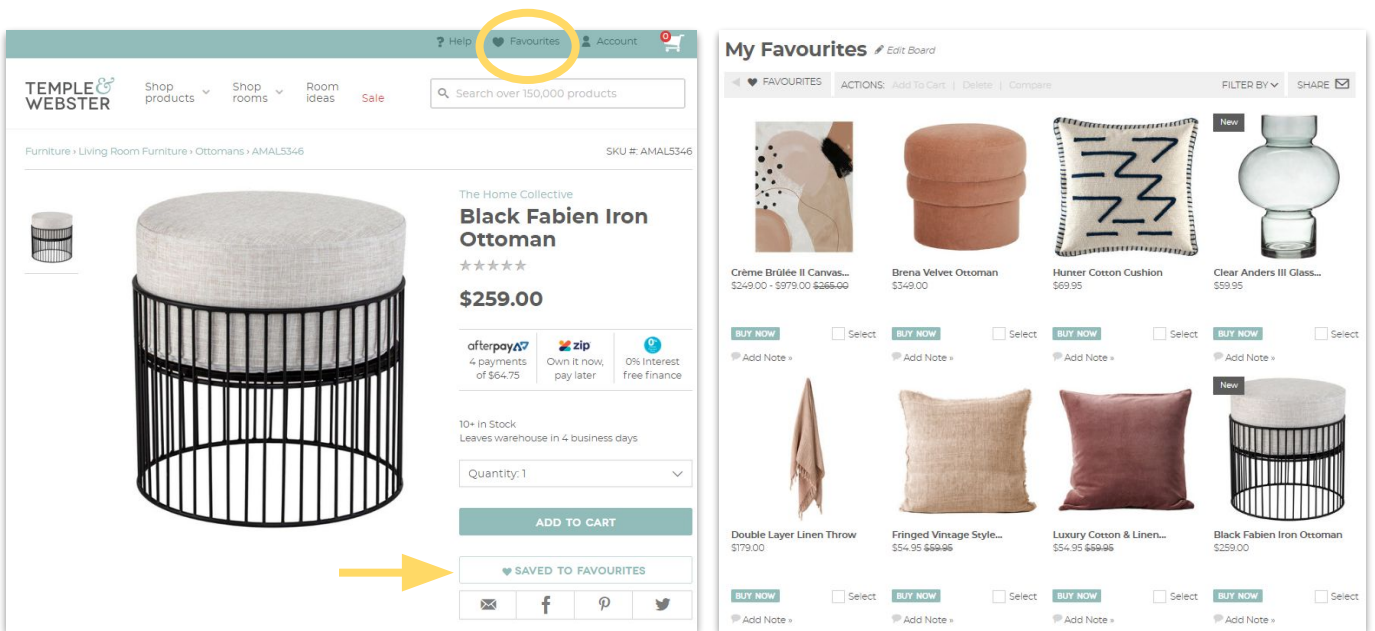 ? Help
Favourites
Account
0
TEMPLE &
WEBSTER
Shop
products
Shop
rooms
Room
ideas
Sale
Search over 150,000 products
Furniture › Living Room Furniture › Ottomans › AMAL5346
SKU #: AMAL5346
The Home Collective
Black Fabien Iron
Ottoman
$259.00
afterpay
4 payments
of $64.75
zip
Own it now,
pay later
0% Interest
free finance
10+ in Stock
Leaves warehouse in 4 business days
Quantity: 1
ADD TO CART
SAVED TO FAVOURITES
My Favourites Edit Board
FAVOURITES
ACTIONS: Add To Cart | Delete | Compare
FILTER BY
SHARE
New
Crème Brûlée II Canvas...
$249.00 - $979.00 $265.00
Brena Velvet Ottoman
$349.00
Hunter Cotton Cushion
$69.95
Clear Anders III Glass...
$59.95
BUY NOW Select
BUY NOW Select
BUY NOW Select
BUY NOW Select
Add Note »
Add Note »
Add Note »
Add Note »
New
Double Layer Linen Throw
$179.00
Fringed Vintage Style...
$54.95 $59.95
Luxury Cotton & Linen...
$54.95 $59.95
Black Fabien Iron Ottoman
$259.00
BUY NOW Select
BUY NOW Select
BUY NOW Select
BUY NOW Select
Add Note »
Add Note »
Add Note »
Add Note »